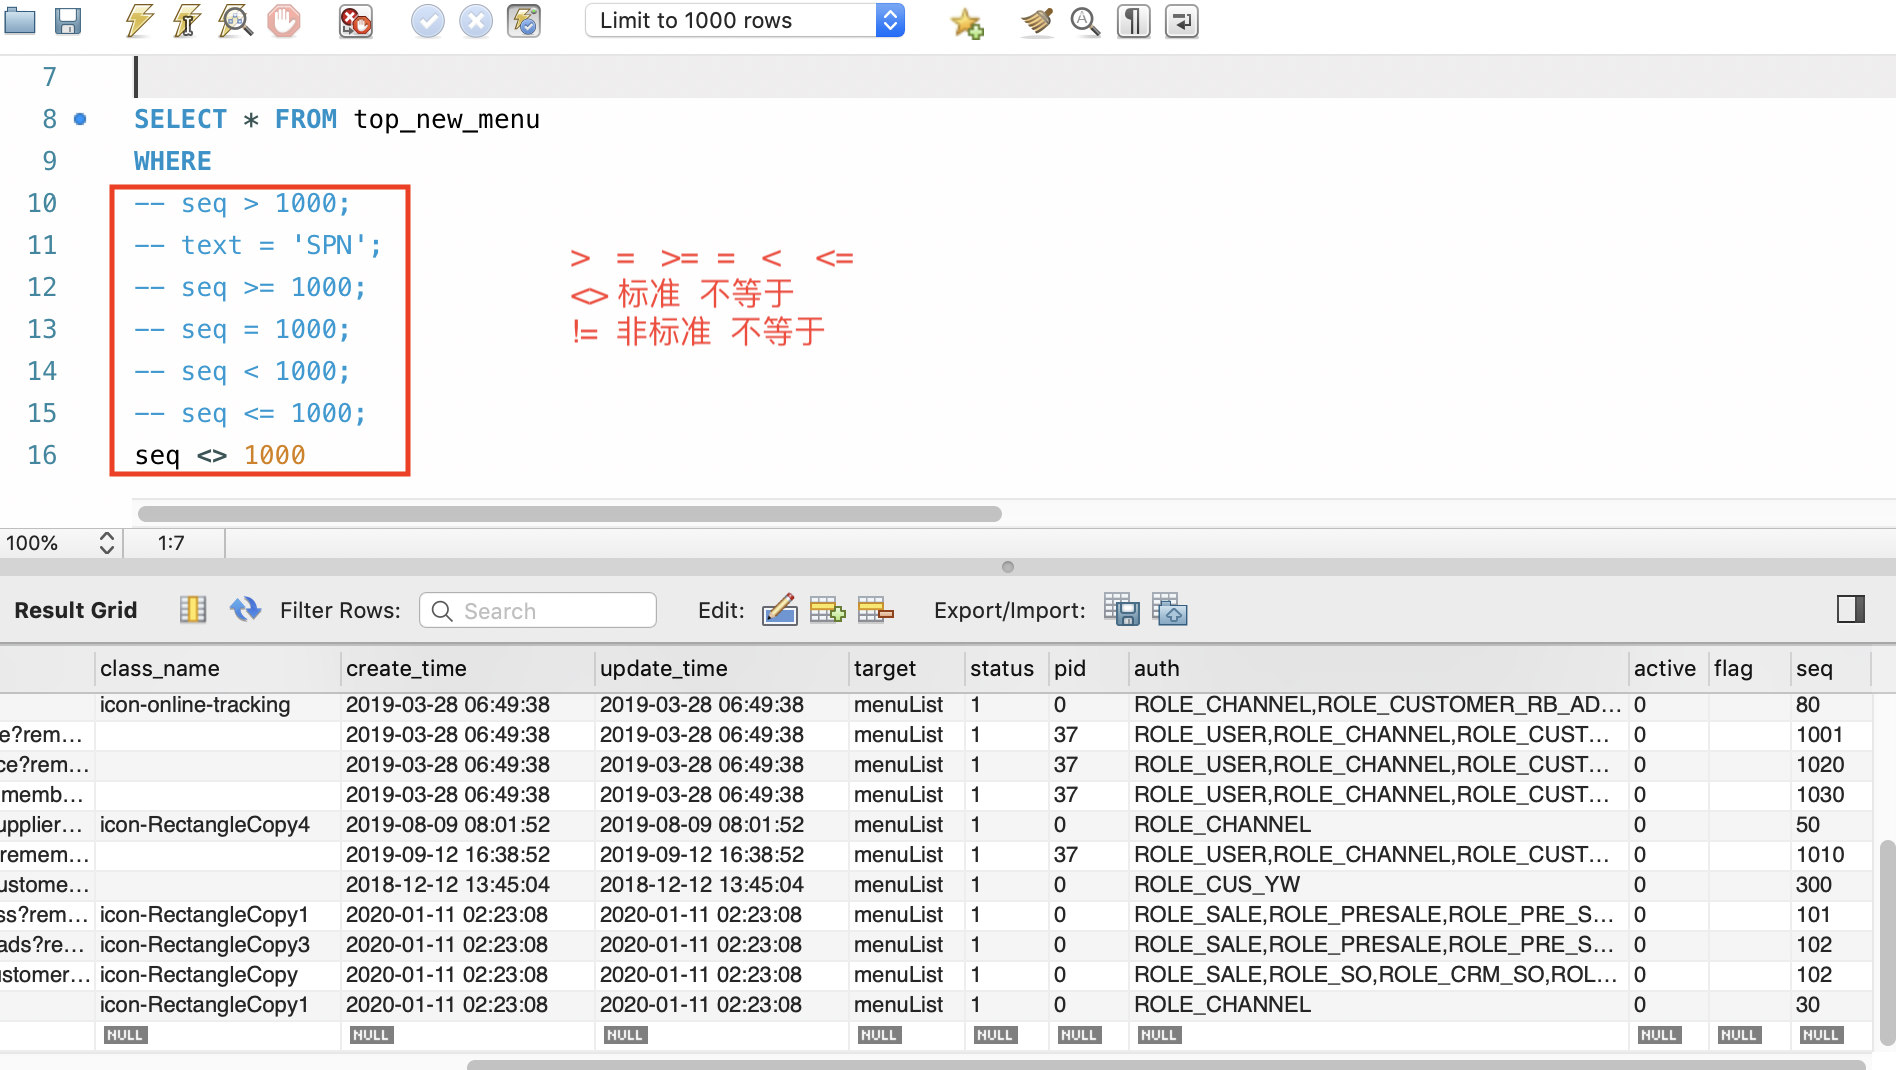 Limit to 1000 rows
7
8 SELECT * FROM top_new_menu
9 WHERE
10 -- seq > 1000;
11 -- text = 'SPN';
12 -- seq >= 1000;
13 -- seq = 1000;
14 -- seq < 1000;
15 -- seq <= 1000;
16 seq <> 1000
> = >= = < <=
<> 标准 不等于
!= 非标准 不等于
100% 1:7
Result Grid Filter Rows: Search Edit: Export/Import:
class_name create_time update_time target status pid auth active flag seq
icon-online-tracking 2019-03-28 06:49:38 2019-03-28 06:49:38 menuList 1 0 ROLE_CHANNEL,ROLE_CUSTOMER_RB_AD... 0 80
e?rem... 2019-03-28 06:49:38 2019-03-28 06:49:38 menuList 1 37 ROLE_USER,ROLE_CHANNEL,ROLE_CUST... 0 1001
ce?rem... 2019-03-28 06:49:38 2019-03-28 06:49:38 menuList 1 37 ROLE_USER,ROLE_CHANNEL,ROLE_CUST... 0 1020
memb... 2019-03-28 06:49:38 2019-03-28 06:49:38 menuList 1 37 ROLE_USER,ROLE_CHANNEL,ROLE_CUST... 0 1030
upplier... icon-RectangleCopy4 2019-08-09 08:01:52 2019-08-09 08:01:52 menuList 1 0 ROLE_CHANNEL 0 50
remem... 2019-09-12 16:38:52 2019-09-12 16:38:52 menuList 1 37 ROLE_USER,ROLE_CHANNEL,ROLE_CUST... 0 1010
ustome... 2018-12-12 13:45:04 2018-12-12 13:45:04 menuList 1 0 ROLE_CUS_YW 0 300
ss?rem... icon-RectangleCopy1 2020-01-11 02:23:08 2020-01-11 02:23:08 menuList 1 0 ROLE_SALE,ROLE_PRESALE,ROLE_PRE_S... 0 101
ads?re... icon-RectangleCopy3 2020-01-11 02:23:08 2020-01-11 02:23:08 menuList 1 0 ROLE_SALE,ROLE_PRESALE,ROLE_PRE_S... 0 102
ustomer... icon-RectangleCopy 2020-01-11 02:23:08 2020-01-11 02:23:08 menuList 1 0 ROLE_SALE,ROLE_SO,ROLE_CRM_SO,ROL... 0 102
icon-RectangleCopy1 2020-01-11 02:23:08 2020-01-11 02:23:08 menuList 1 0 ROLE_CHANNEL 0 30
NULL NULL NULL NULL NULL NULL NULL NULL NULL NULL